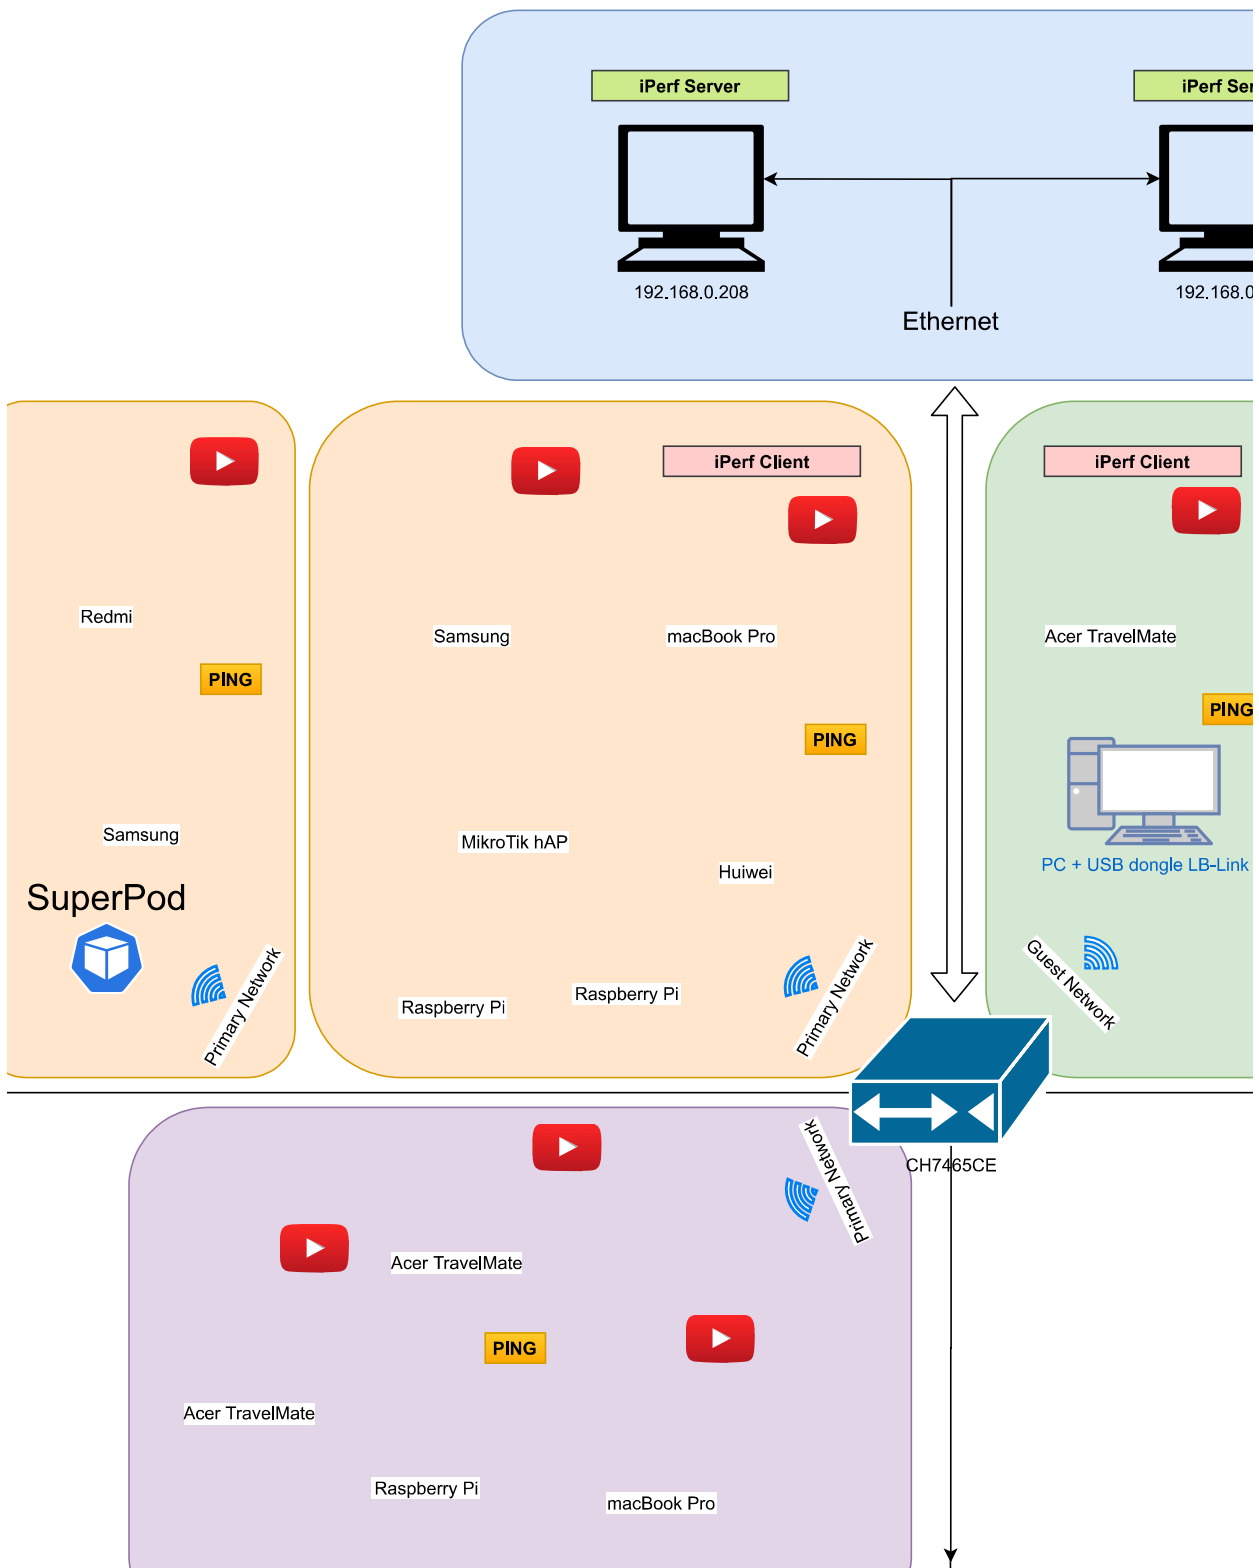 iPerf Server
iPerf Ser
192.168.0.208
192.168.0
Ethernet
iPerf Client
iPerf Client
Redmi
Samsung
macBook Pro
Acer TravelMate
PING
PING
PING
Samsung
MikroTik hAP
Huiwei
PC + USB dongle LB-Link
SuperPod
Primary Network
Raspberry Pi
Raspberry Pi
Primary Network
Guest Network
CH7465CE
Primary Network
Acer TravelMate
PING
Acer TravelMate
Raspberry Pi
macBook Pro